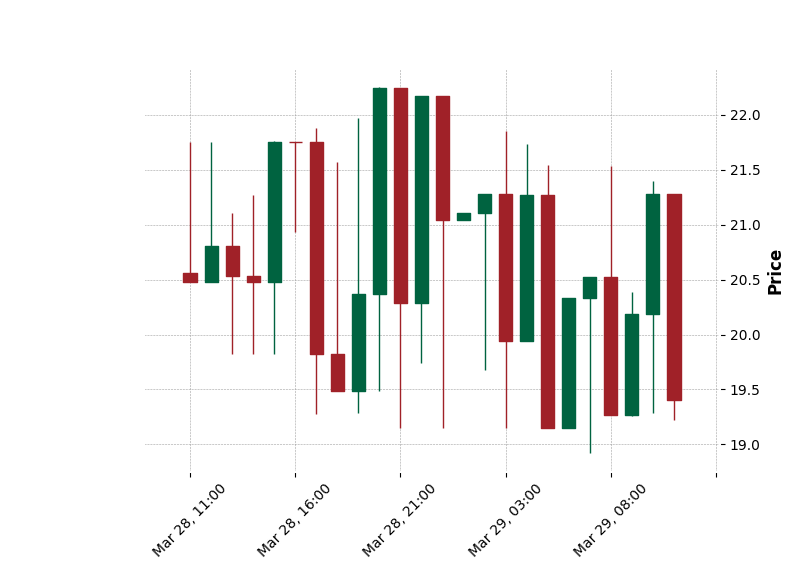 22.0
21.5
21.0
20.5
20.0
19.5
19.0
Price
Mar 28, 11:00
Mar 28, 16:00
Mar 28, 21:00
Mar 29, 03:00
Mar 29, 08:00